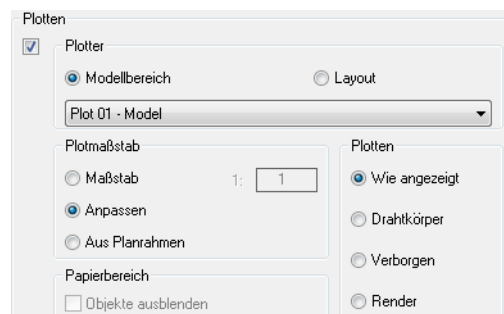 Plotten
Plotter
Modellbereich
Layout
Plot 01 - Model
Plotmaßstab
Maßstab 1: 1
Anpassen
Aus Planrahmen
Papierbereich
Objekte ausblenden
Plotten
Wie angezeigt
Drahtkörper
Verborgen
Render